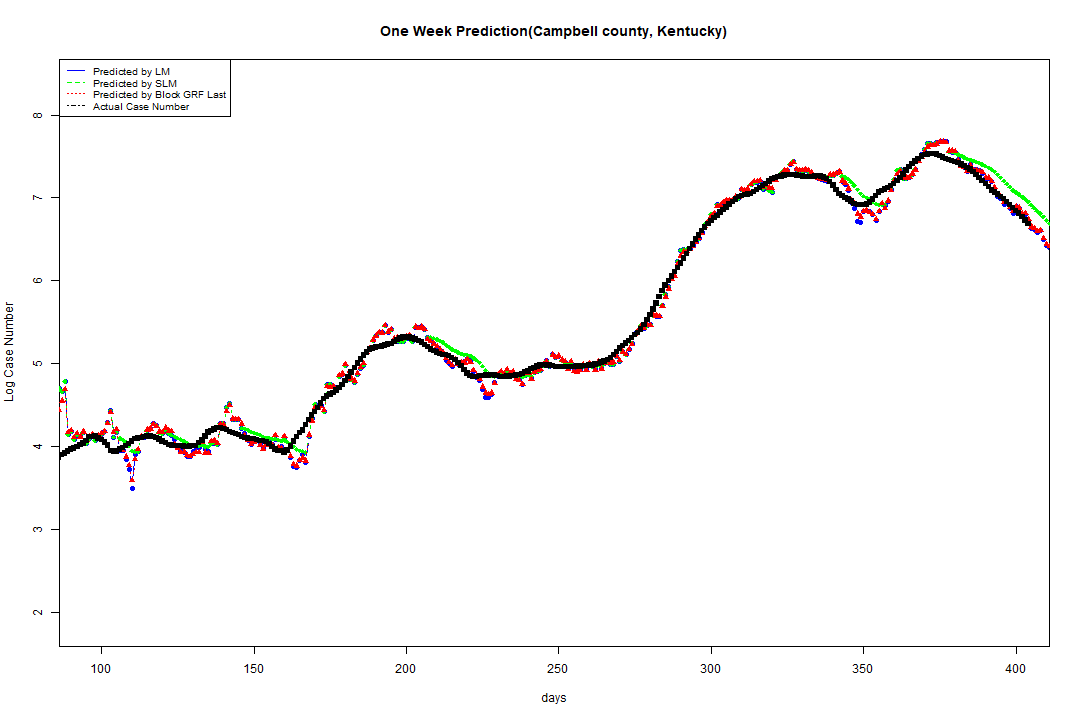 One Week Prediction(Campbell county, Kentucky)
Predicted by LM
Predicted by SLM
Predicted by Block GRF Last
Actual Case Number
8
7
6
5
4
3
2
Log Case Number
100 150 200 250 300 350 400
days